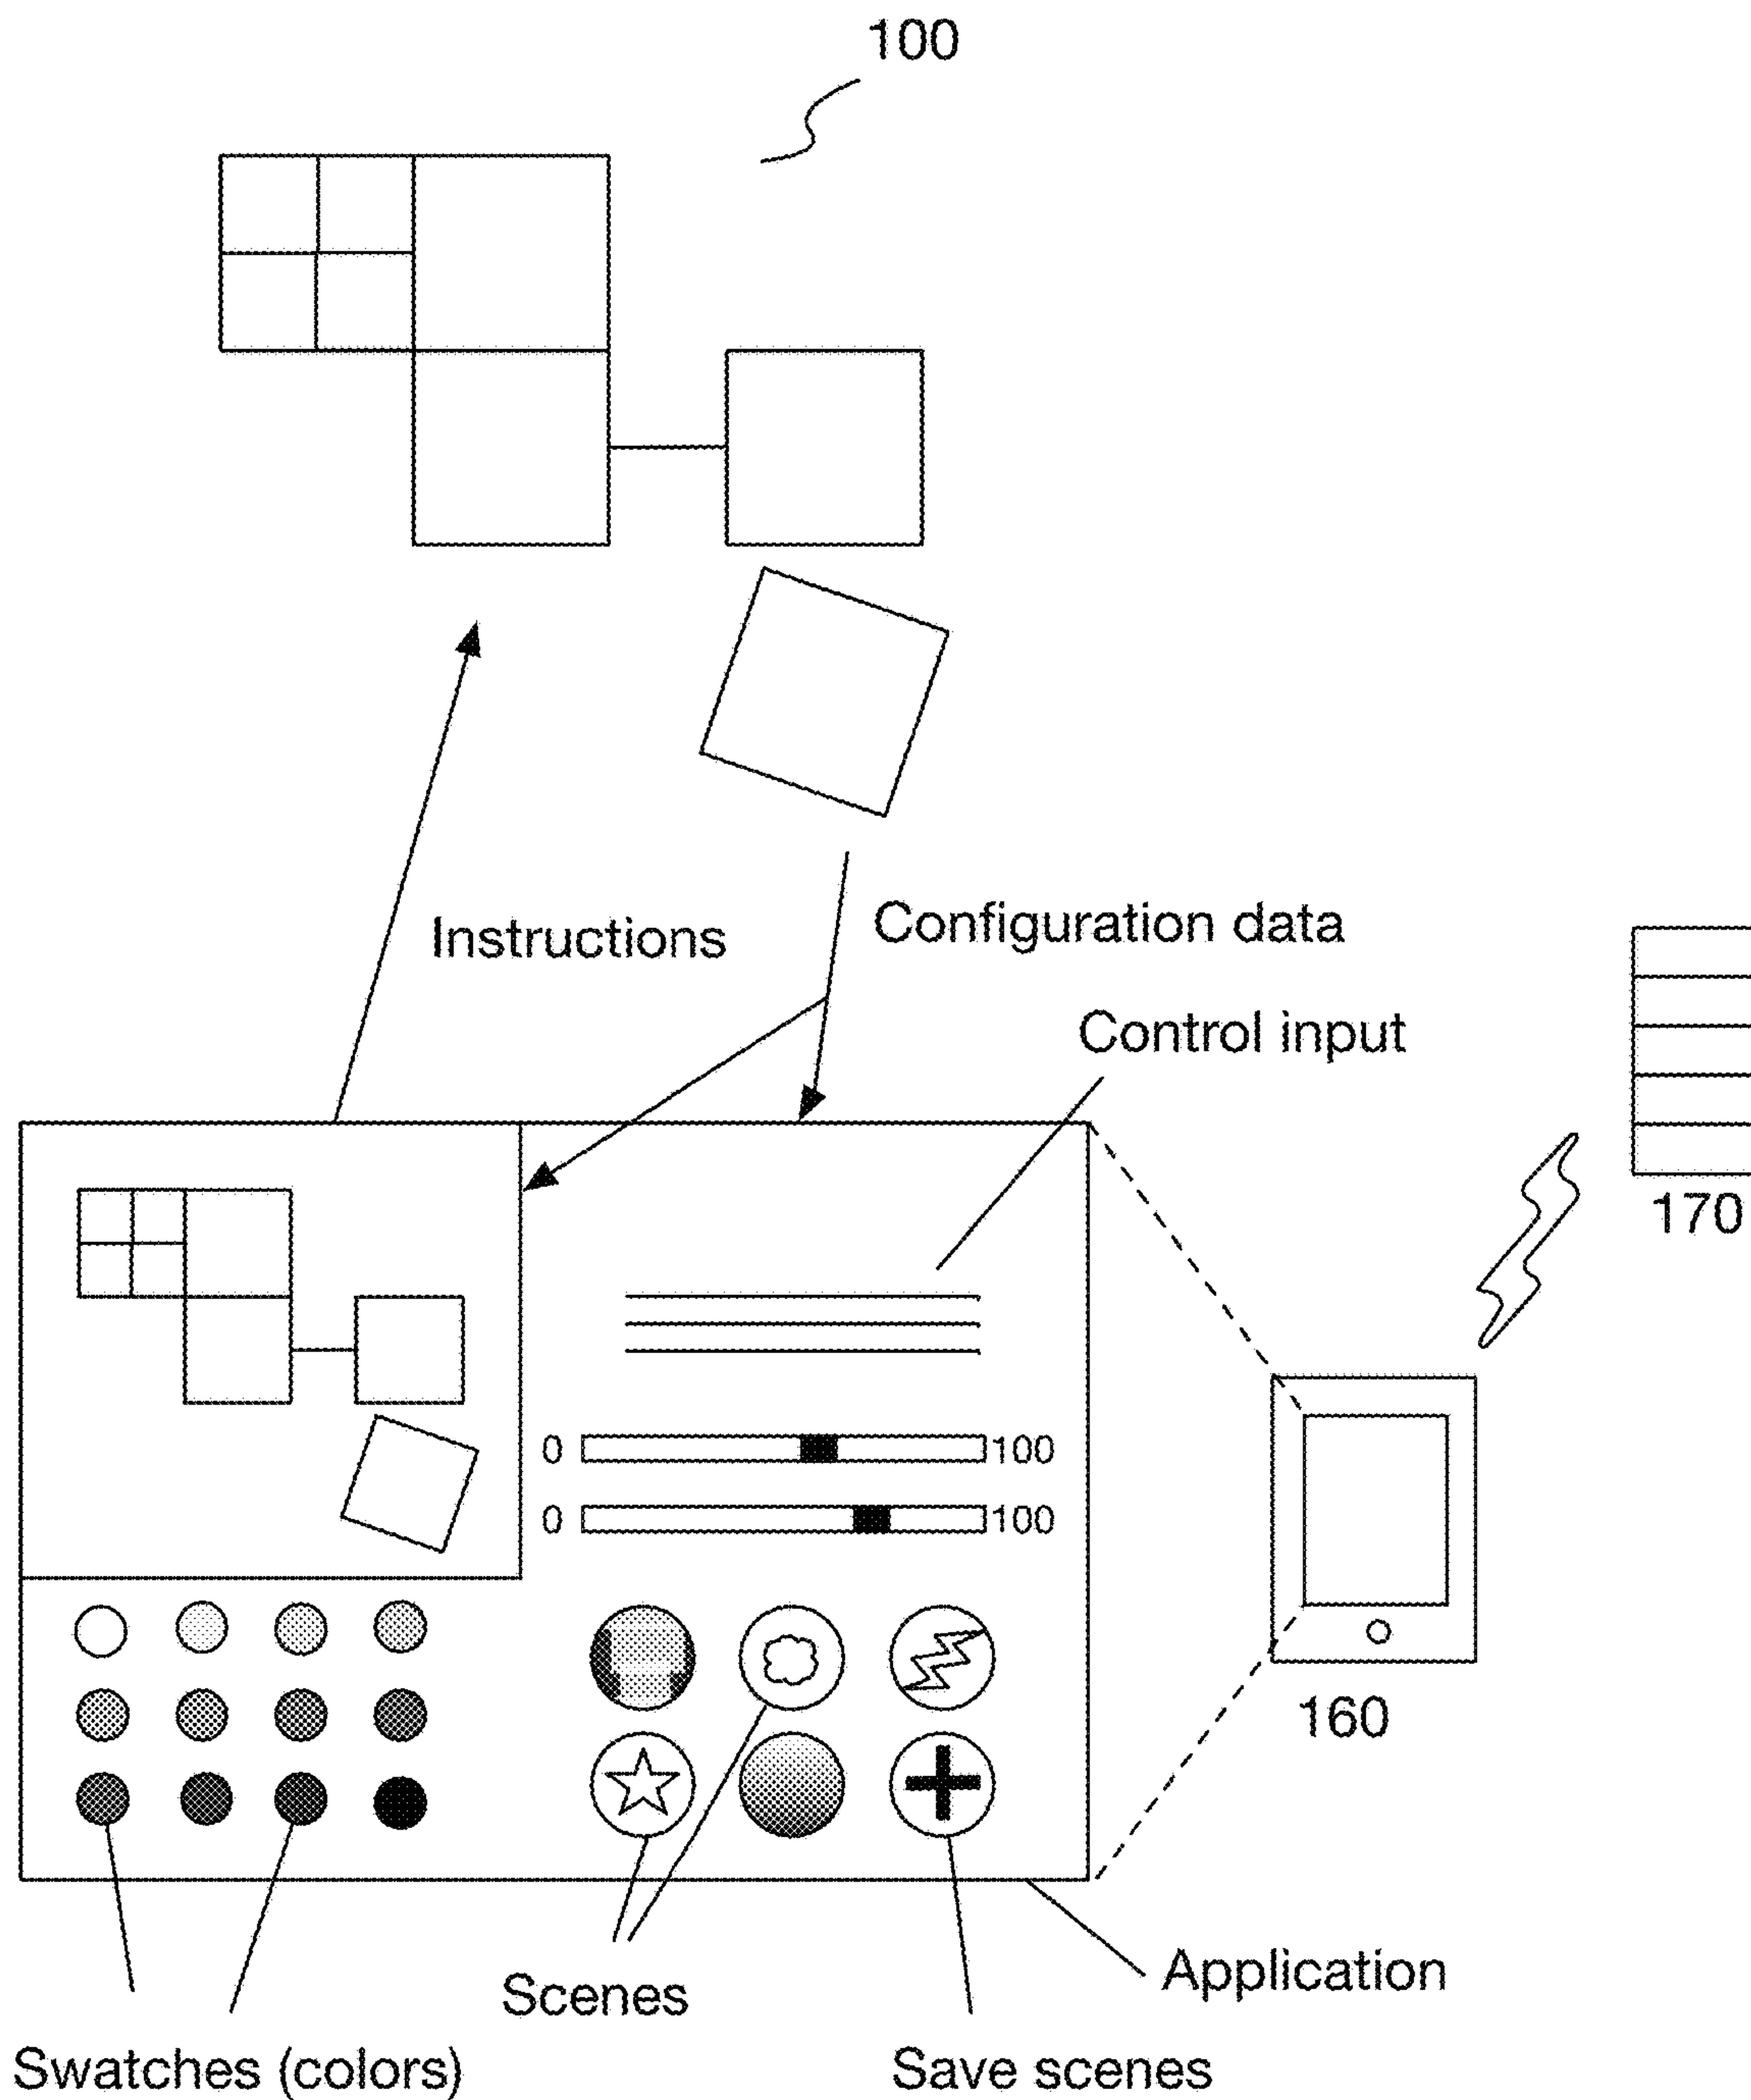 100
Instructions
Configuration data
Control input
170
0 100
0 100
160
Scenes
Application
Swatches (colors)
Save scenes